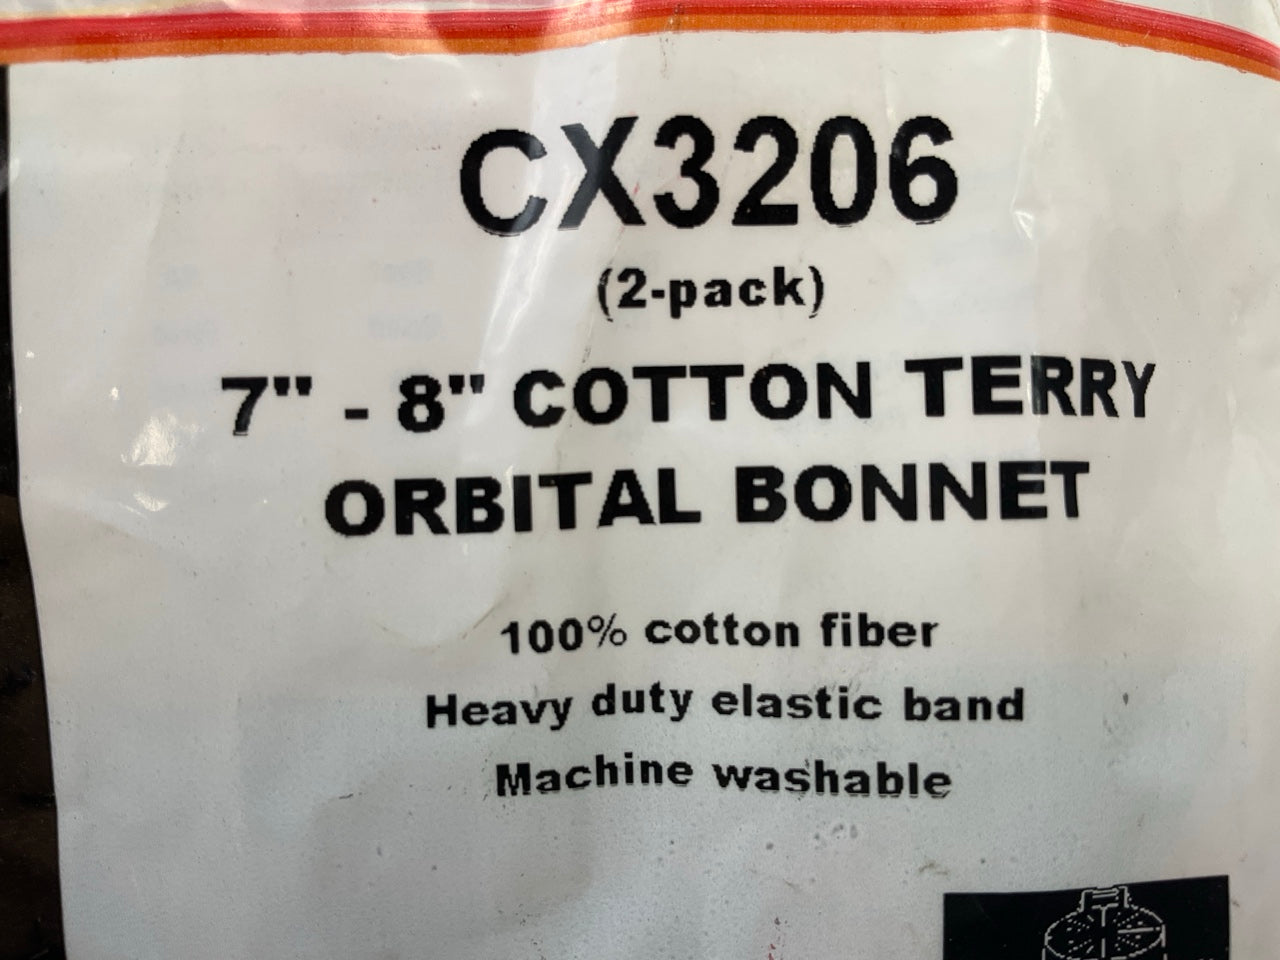 CX3206
(2-pack)
7" - 8" COTTON TERRY
ORBITAL BONNET
100% cotton fiber
Heavy duty elastic band
Machine washable